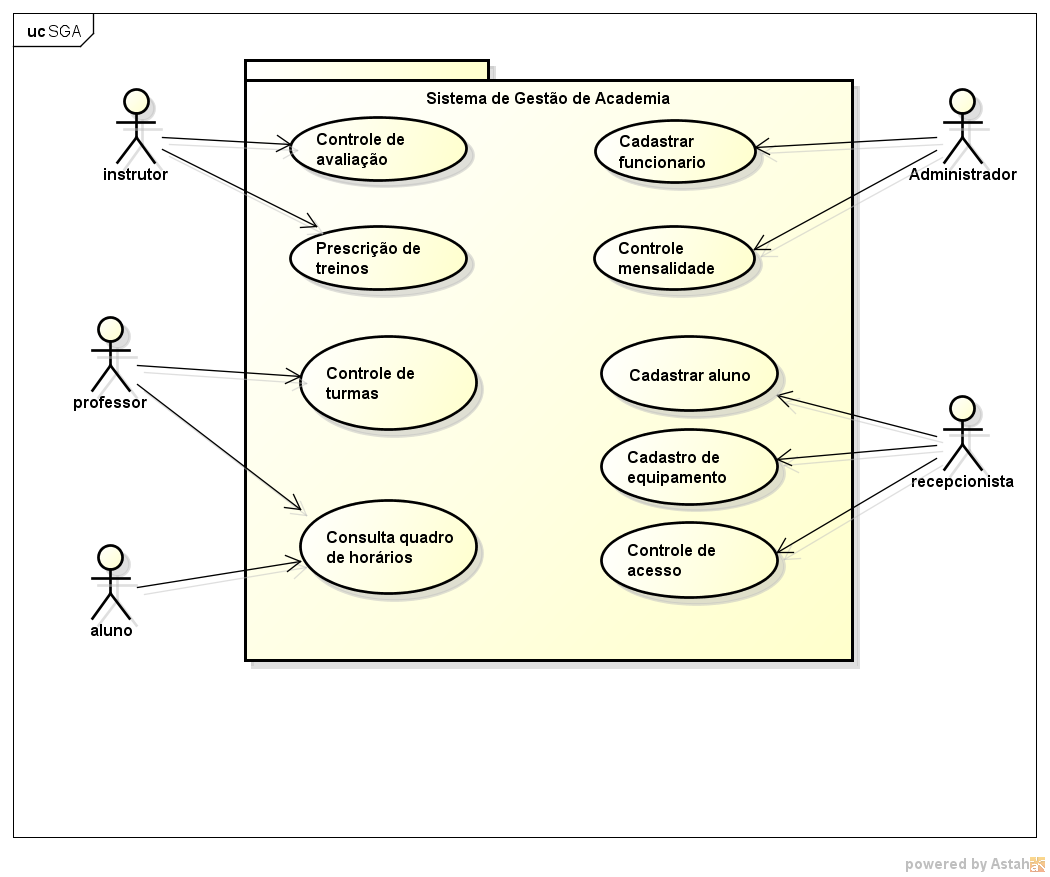 uc SGA
Sistema de Gestão de Academia
instrutor
Controle de
avaliação
Cadastrar
funcionario
Administrador
Prescrição de
treinos
Controle
mensalidade
professor
Controle de
turmas
Cadastrar aluno
Cadastro de
equipamento
recepcionista
Consulta quadro
de horários
Controle de
acesso
aluno
powered by Astah